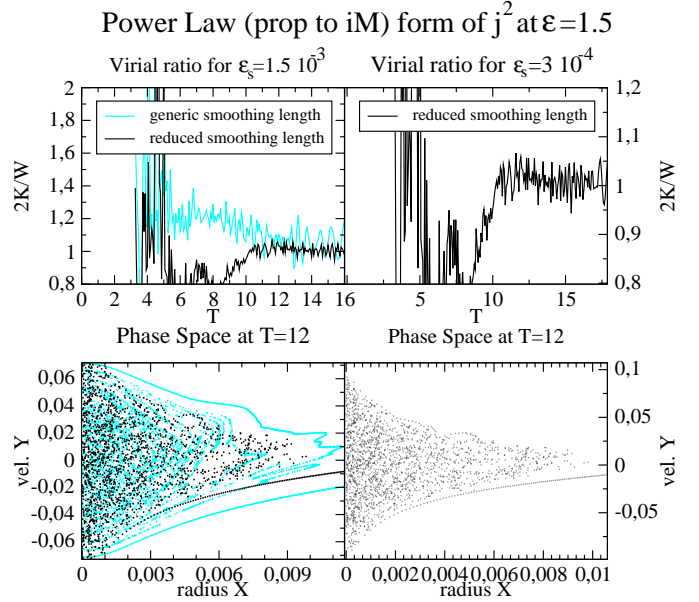 Power Law (prop to iM) form of j² at ε=1.5
Virial ratio for ε_s=1.5 10⁻³
Virial ratio for ε_s=3 10⁻⁴
2
1,8
1,6
1,4
1,2
1
0,8
2K/W
generic smoothing length
reduced smoothing length
0 2 4 6 8 10 12 14 16
T
reduced smoothing length
1,2
1,1
1
0,9
0,8
2K/W
5 10 15
T
Phase Space at T=12
Phase Space at T=12
0,06
0,04
0,02
0
-0,02
-0,04
-0,06
vel. Y
0 0,003 0,006 0,009
radius X
0,1
0,05
0
-0,05
vel. Y
0 0,002 0,004 0,006 0,008 0,01
radius X